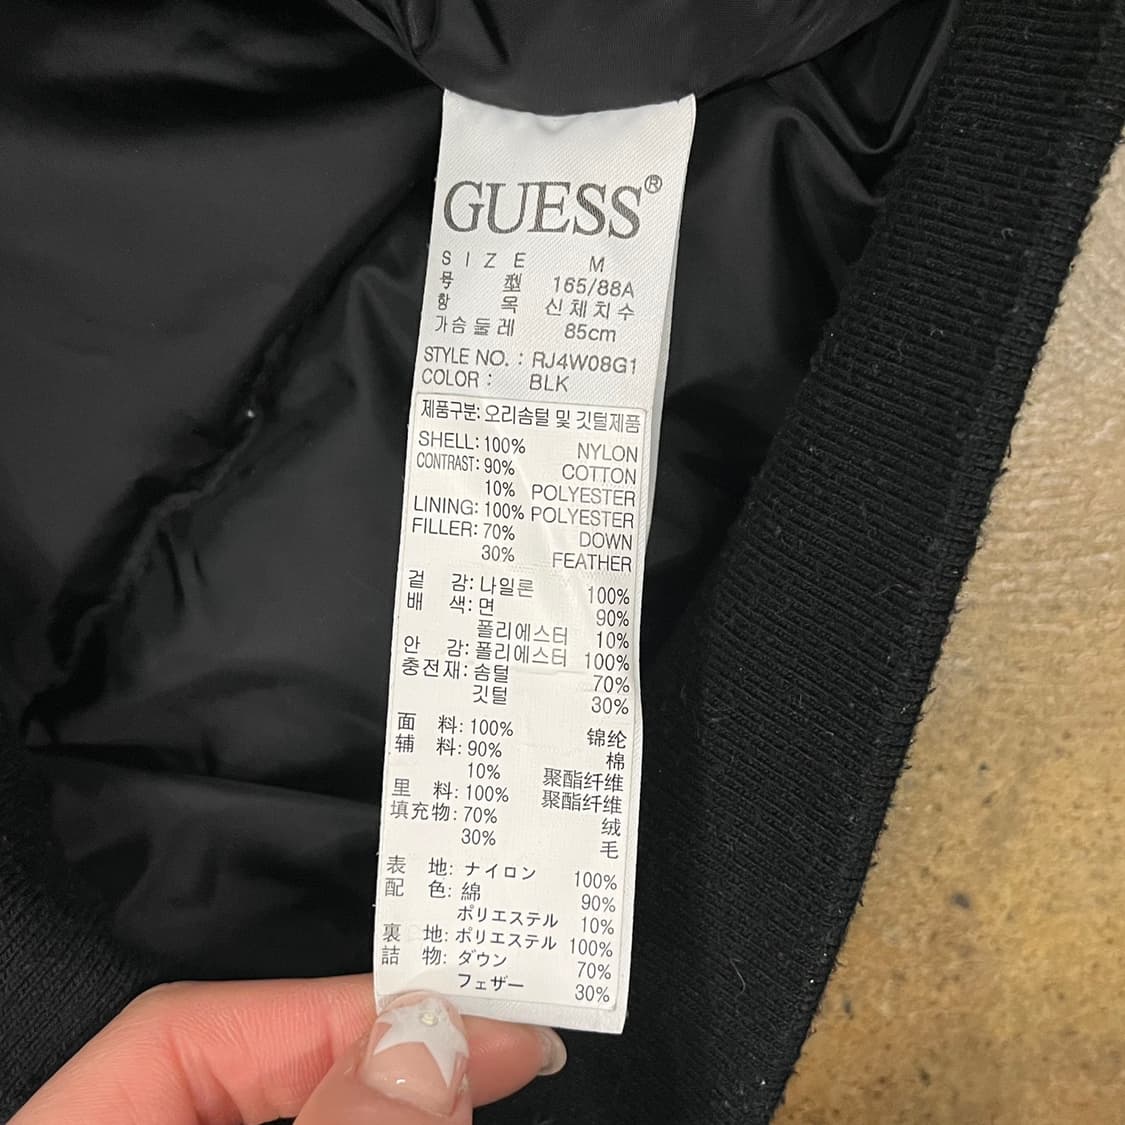 GUESS®
SIZE M
号型 165/88A
항목 신체치수
가슴둘레 85cm
STYLE NO.: RJ4W08G1
COLOR: BLK
제품구분: 오리솜털 및 깃털제품
SHELL: 100% NYLON
CONTRAST: 90% COTTON
10% POLYESTER
LINING: 100% POLYESTER
FILLER: 70% DOWN
30% FEATHER
겉감: 나일론 100%
배색: 면 90%
폴리에스터 10%
안감: 폴리에스터 100%
충전재: 솜털 70%
깃털 30%
面料: 100% 锦纶
辅料: 90% 棉
10% 聚酯纤维
里料: 100% 聚酯纤维
填充物: 70% 绒
30% 毛
表地: ナイロン 100%
配色: 綿 90%
ポリエステル 10%
裏地: ポリエステル 100%
詰物: ダウン 70%
フェザー 30%